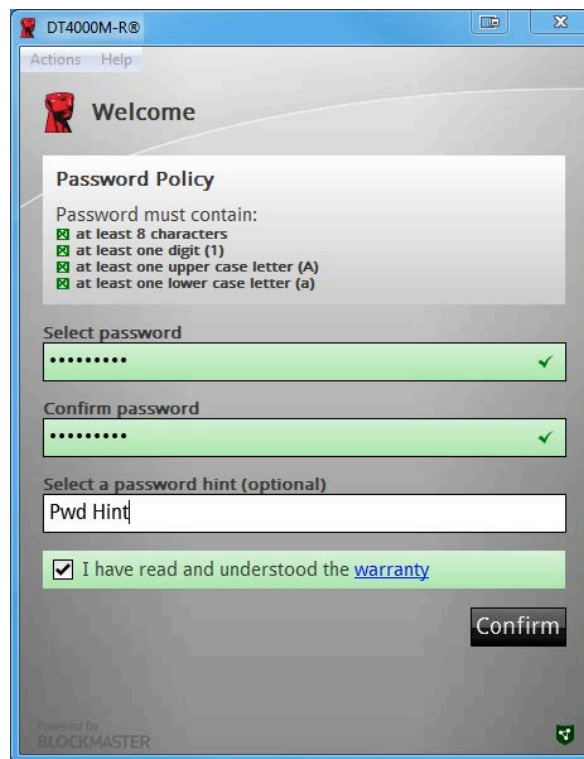 DT4000M-R®
Actions Help
Welcome
Password Policy
Password must contain:
at least 8 characters
at least one digit (1)
at least one upper case letter (A)
at least one lower case letter (a)
Select password
•••••••••
Confirm password
•••••••••
Select a password hint (optional)
Pwd Hint
I have read and understood the warranty
Confirm
Powered by
BLOCKMASTER